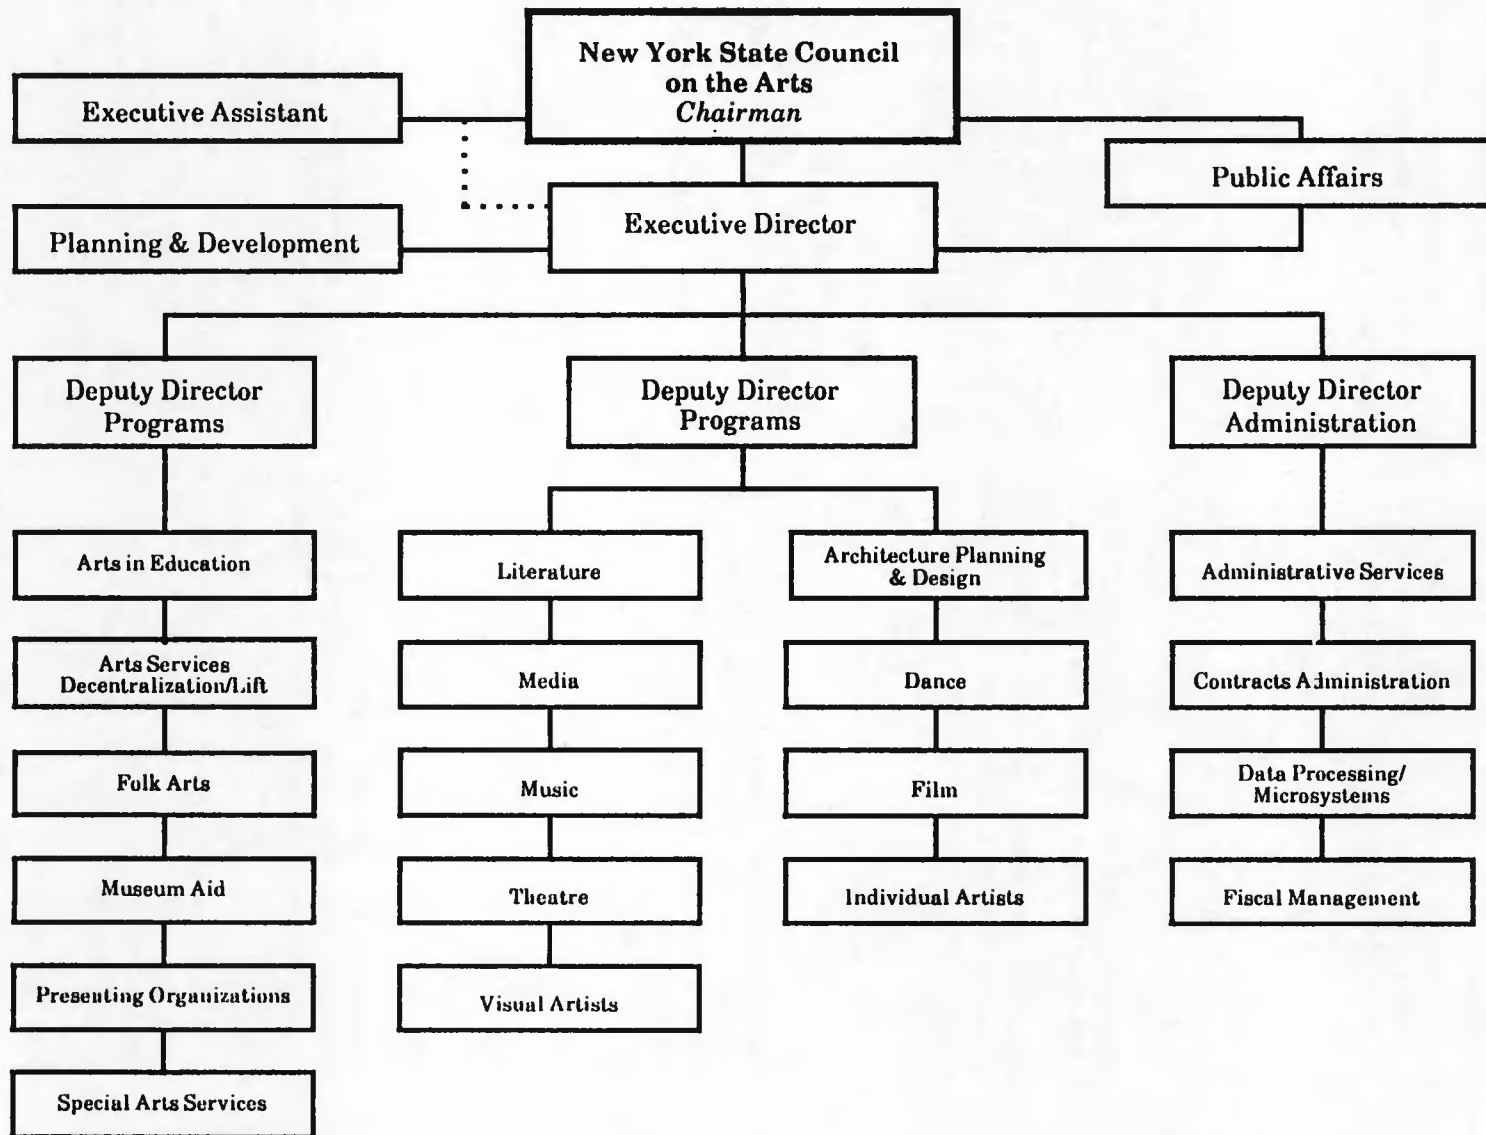 New York State Council
on the Arts
Chairman
Executive Assistant
Public Affairs
Executive Director
Planning & Development
Deputy Director
Programs
Deputy Director
Programs
Deputy Director
Administration
Arts in Education
Literature
Architecture Planning
& Design
Administrative Services
Arts Services
Decentralization/Lift
Media
Dance
Contracts Administration
Folk Arts
Music
Film
Data Processing/
Microsystems
Museum Aid
Theatre
Individual Artists
Fiscal Management
Presenting Organizations
Visual Artists
Special Arts Services